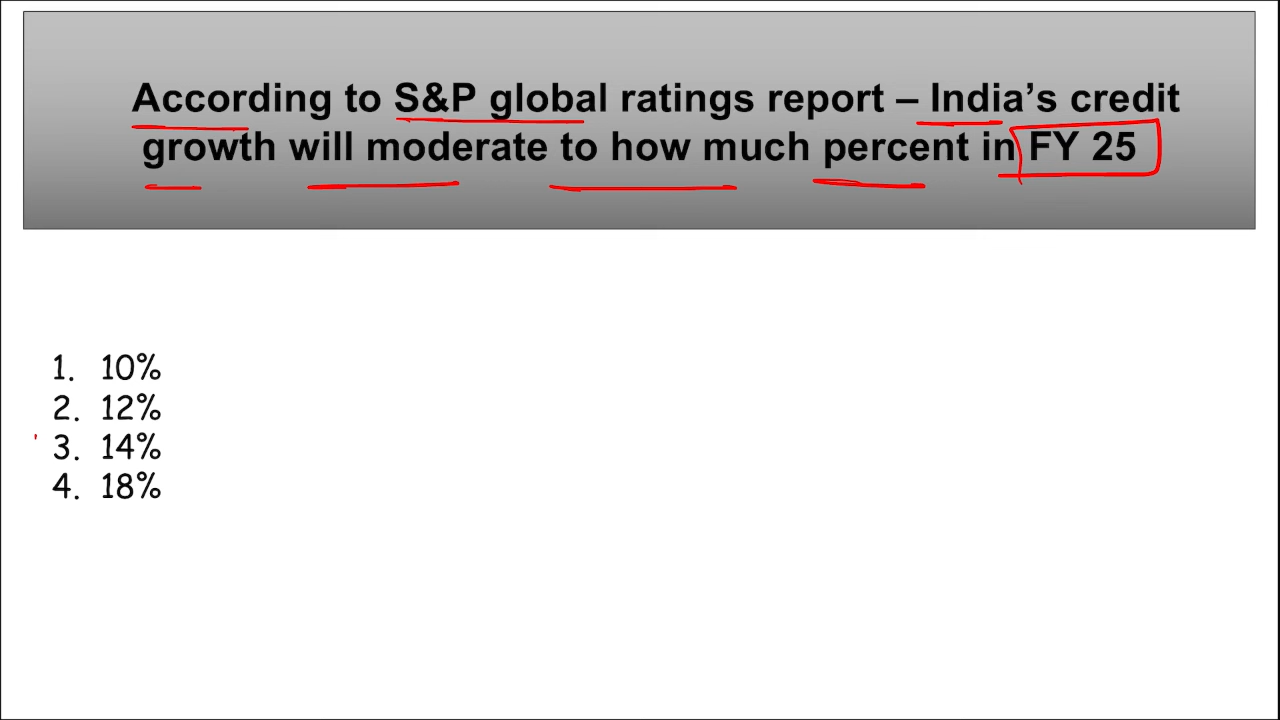 According to S&P global ratings report – India’s credit
growth will moderate to how much percent in FY 25
1. 10%
2. 12%
3. 14%
4. 18%